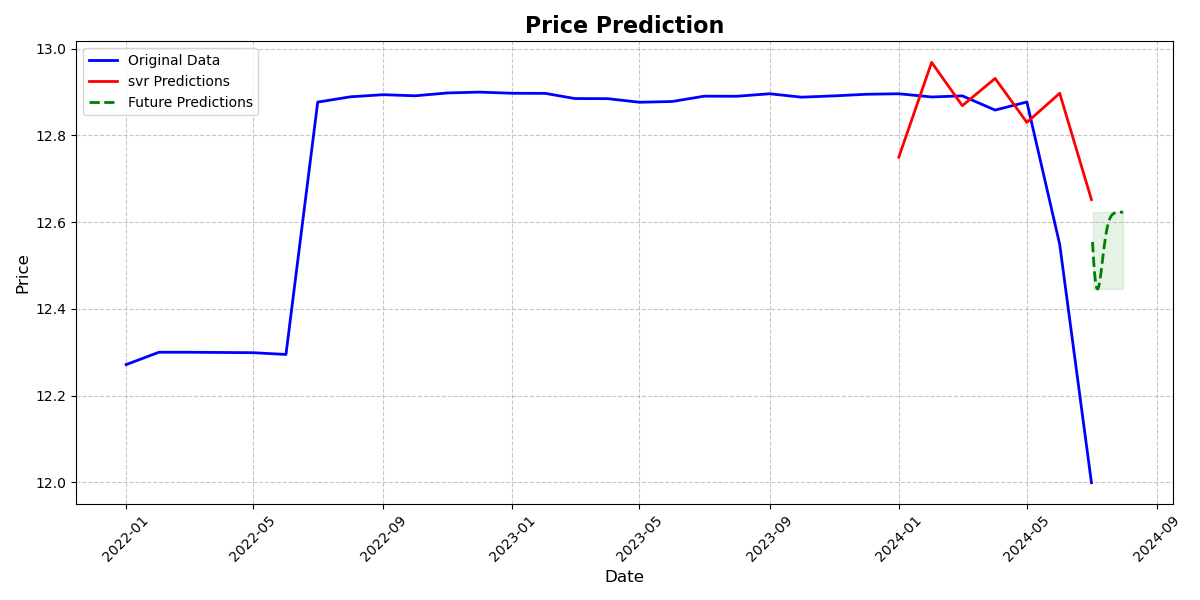 Price Prediction
Original Data
svr Predictions
Future Predictions
Price
13.0
12.8
12.6
12.4
12.2
12.0
2022-01
2022-05
2022-09
2023-01
2023-05
2023-09
2024-01
2024-05
2024-09
Date